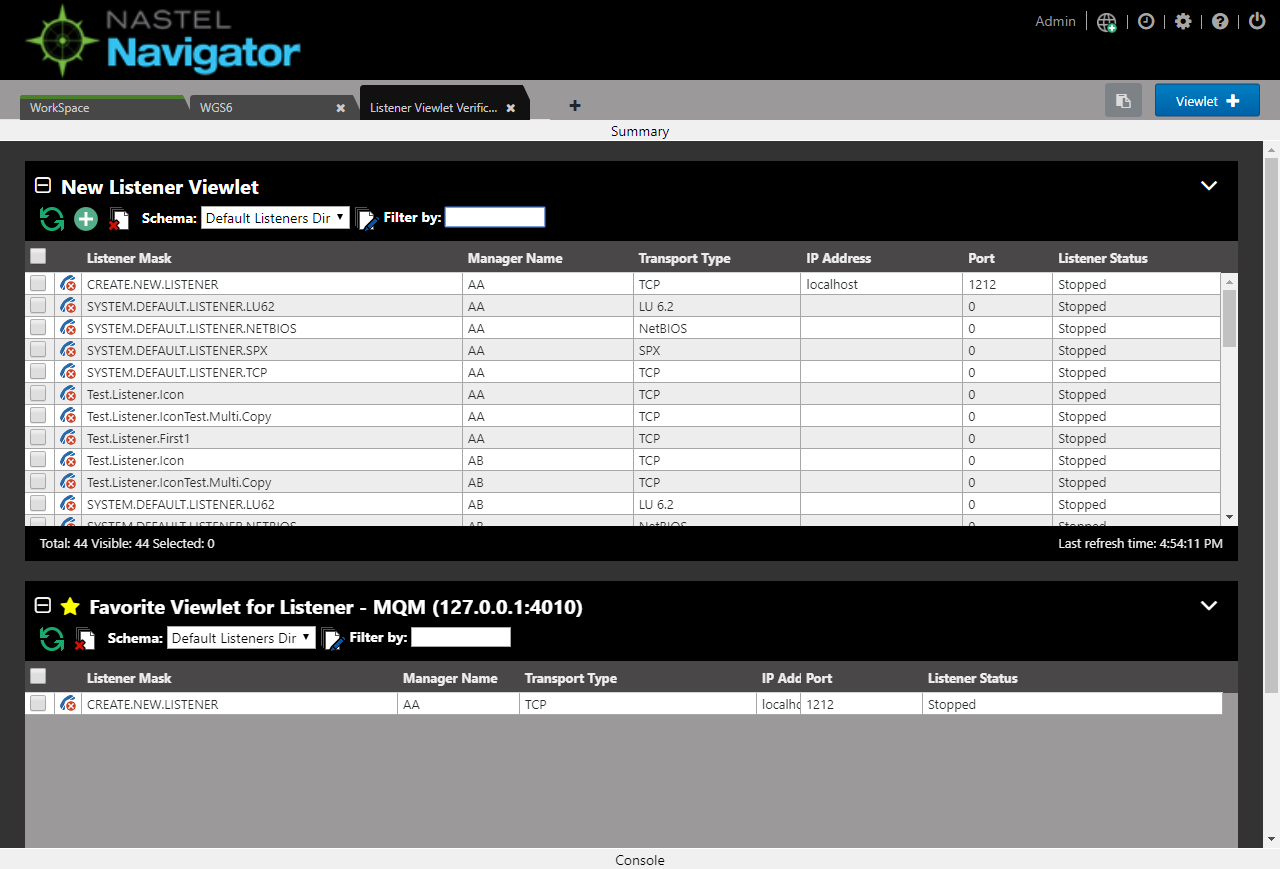 NASTEL
Navigator
Admin
WorkSpace
WGS6
Listener Viewlet Verific...
Viewlet
Summary
New Listener Viewlet
Schema: Default Listeners Dir Filter by:
Listener Mask Manager Name Transport Type IP Address Port Listener Status
CREATE.NEW.LISTENER AA TCP localhost 1212 Stopped
SYSTEM.DEFAULT.LISTENER.LU62 AA LU 6.2 0 Stopped
SYSTEM.DEFAULT.LISTENER.NETBIOS AA NetBIOS 0 Stopped
SYSTEM.DEFAULT.LISTENER.SPX AA SPX 0 Stopped
SYSTEM.DEFAULT.LISTENER.TCP AA TCP 0 Stopped
Test.Listener.Icon AA TCP 0 Stopped
Test.Listener.IconTest.Multi.Copy AA TCP 0 Stopped
Test.Listener.First1 AA TCP 0 Stopped
Test.Listener.Icon AB TCP 0 Stopped
Test.Listener.IconTest.Multi.Copy AB TCP 0 Stopped
SYSTEM.DEFAULT.LISTENER.LU62 AB LU 6.2 0 Stopped
SYSTEM.DEFAULT.LISTENER.NETBIOS AB NetBIOS 0 Stopped
Total: 44 Visible: 44 Selected: 0
Last refresh time: 4:54:11 PM
Favorite Viewlet for Listener - MQM (127.0.0.1:4010)
Schema: Default Listeners Dir Filter by:
Listener Mask Manager Name Transport Type IP Add Port Listener Status
CREATE.NEW.LISTENER AA TCP localhc 1212 Stopped
Console